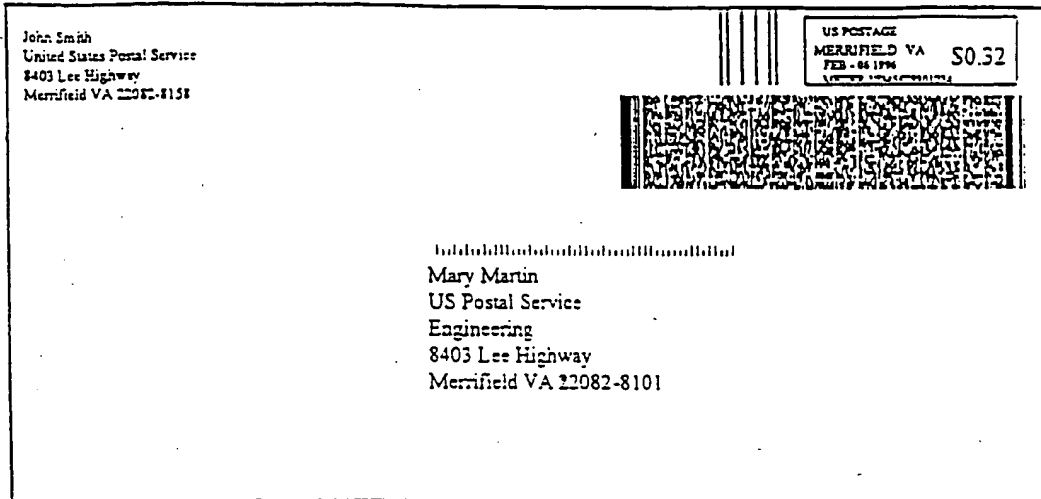 John Smith
United States Postal Service
8403 Lee Highway
Merrifield VA 22082-8158
US POSTAGE
MERRIFIELD VA
FEB - 06 1996
$0.32
Mary Martin
US Postal Service
Engineering
8403 Lee Highway
Merrifield VA 22082-8101